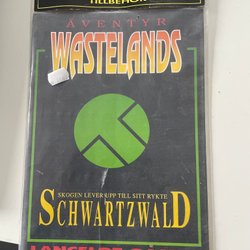 TILLBEHÖR
ÄVENTYR
WASTELANDS
SKOGEN LEVER UPP TILL SITT RYKTE
SCHWARTZWALD